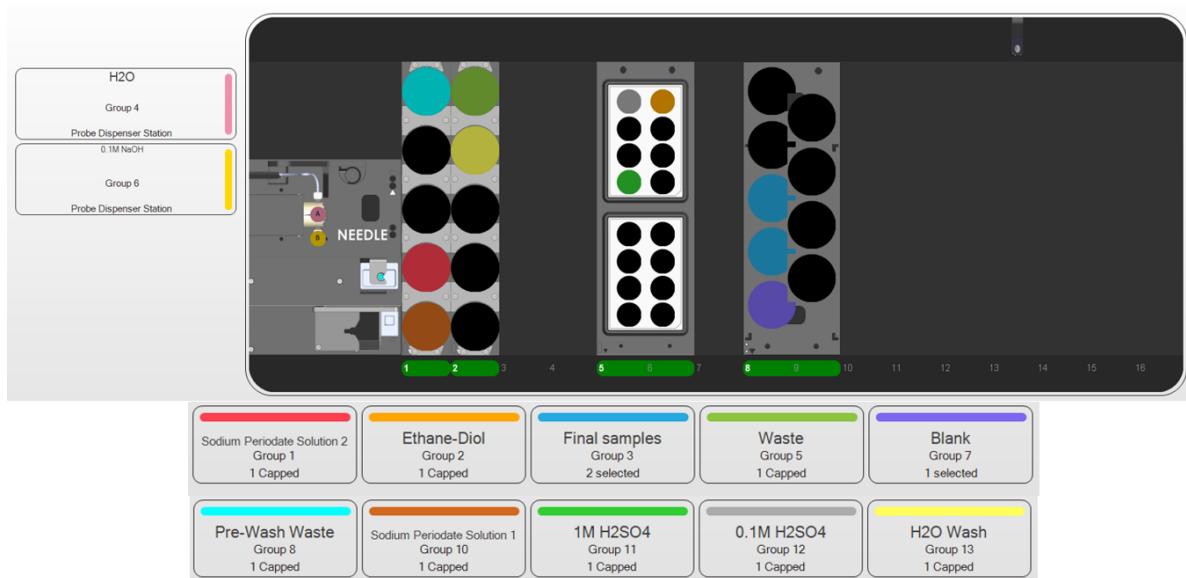 H2O
Group 4
Probe Dispenser Station
0.1M NaOH
Group 6
Probe Dispenser Station
A
B
NEEDLE
1 2 3 4 5 6 7 8 9 10 11 12 13 14 15 16
Sodium Periodate Solution 2
Group 1
1 Capped
Ethane-Diol
Group 2
1 Capped
Final samples
Group 3
2 selected
Waste
Group 5
1 Capped
Blank
Group 7
1 selected
Pre-Wash Waste
Group 8
1 Capped
Sodium Periodate Solution 1
Group 10
1 Capped
1M H2SO4
Group 11
1 Capped
0.1M H2SO4
Group 12
1 Capped
H2O Wash
Group 13
1 Capped